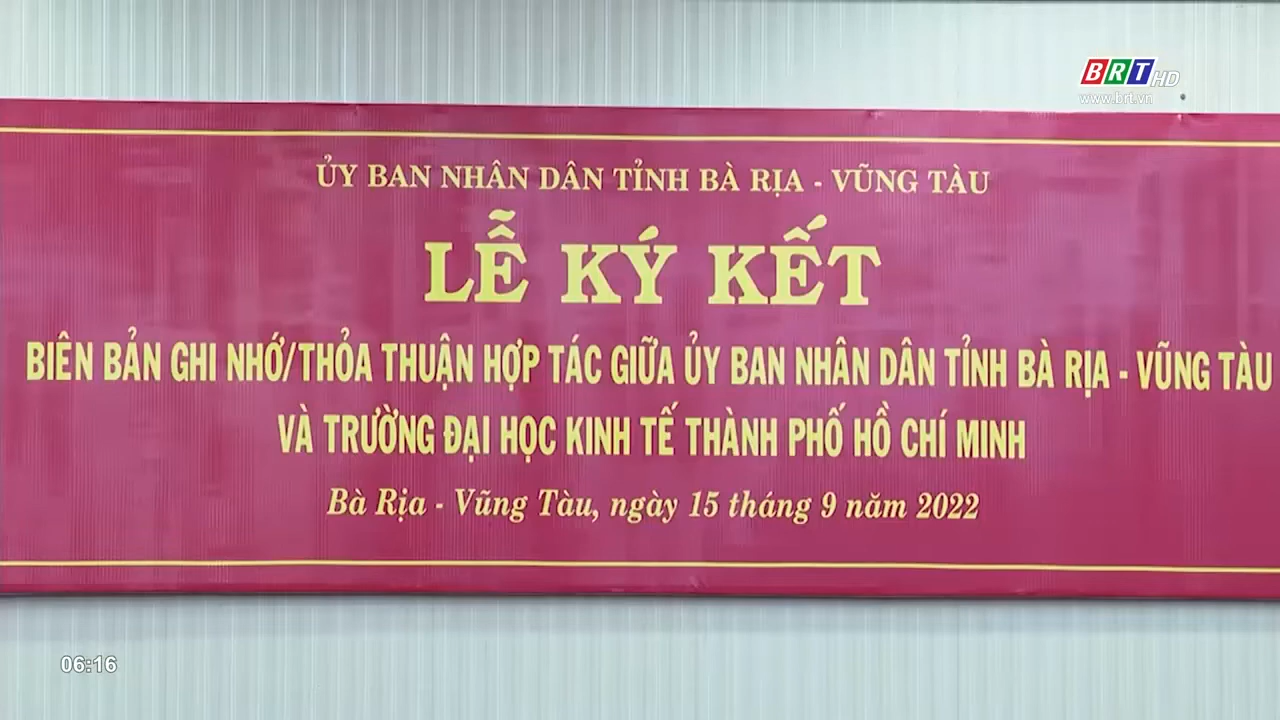 BRT HD
www.brt.vn
ỦY BAN NHÂN DÂN TỈNH BÀ RỊA - VŨNG TÀU
LỄ KÝ KẾT
BIÊN BẢN GHI NHỚ/THỎA THUẬN HỢP TÁC GIỮA ỦY BAN NHÂN DÂN TỈNH BÀ RỊA - VŨNG TÀU
VÀ TRƯỜNG ĐẠI HỌC KINH TẾ THÀNH PHỐ HỒ CHÍ MINH
Bà Rịa - Vũng Tàu, ngày 15 tháng 9 năm 2022
06:16